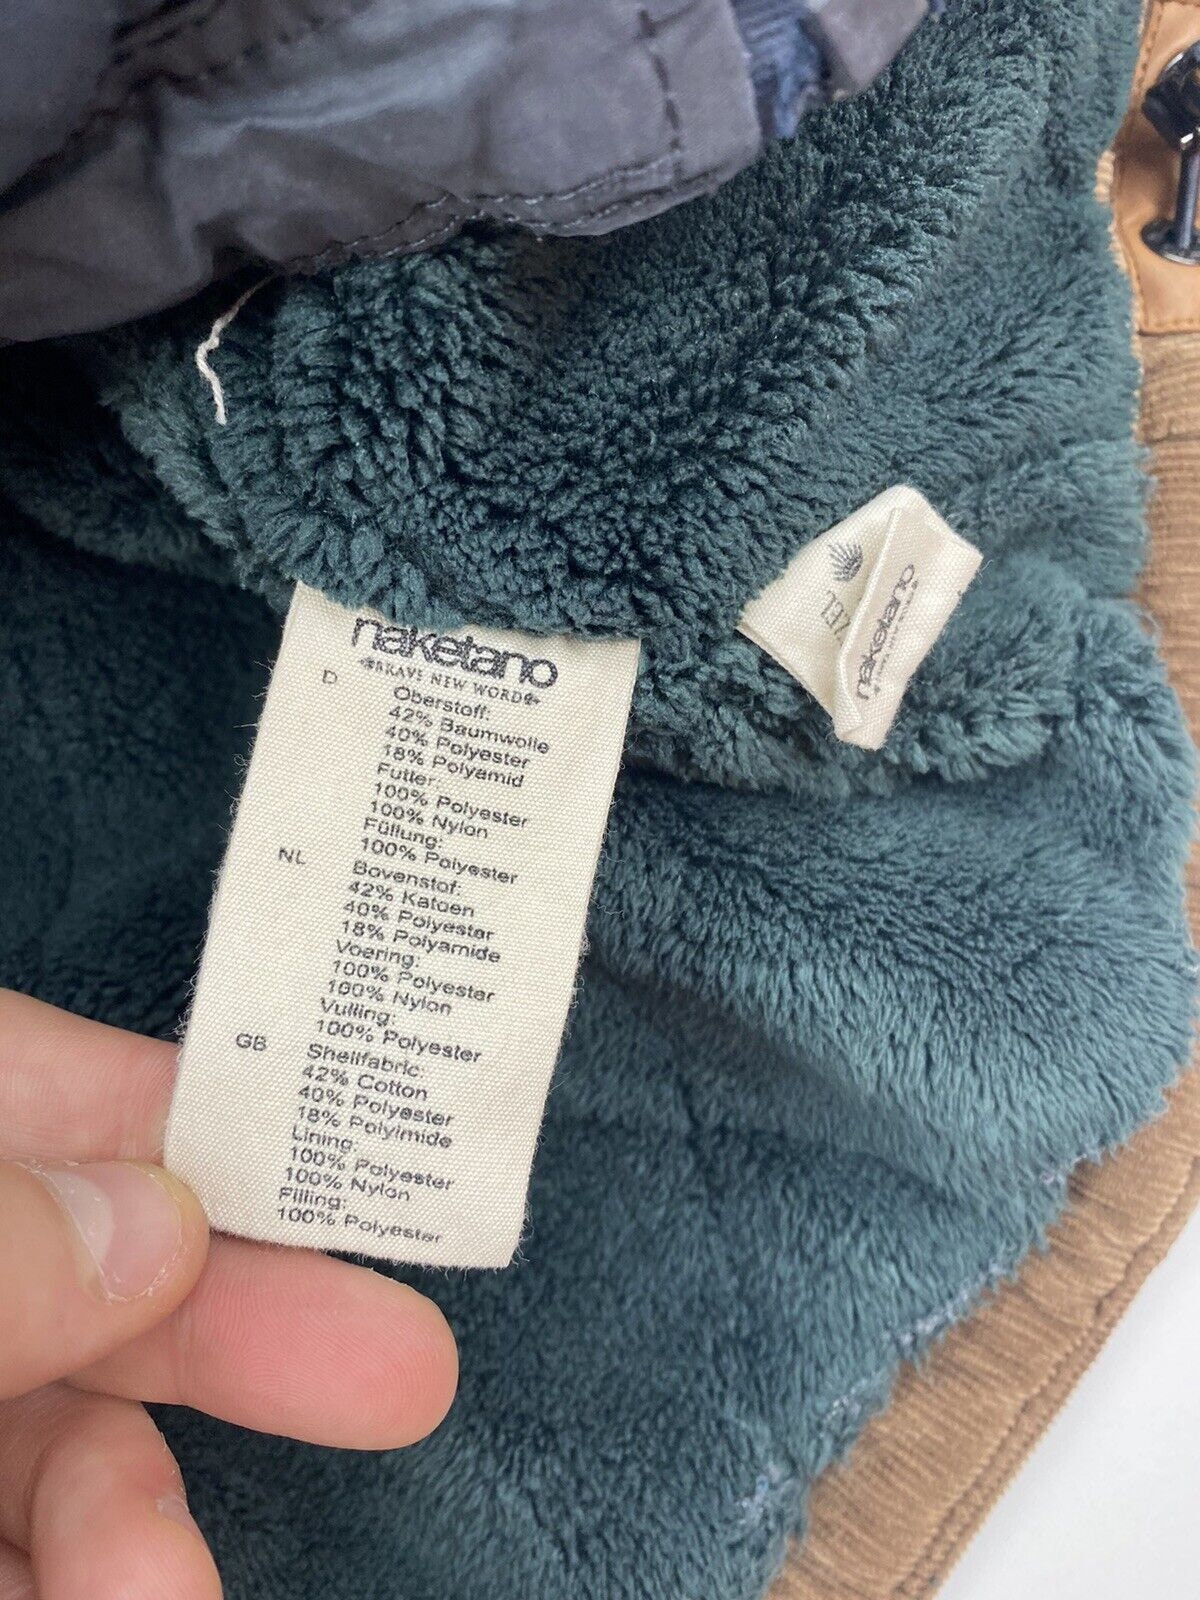 naketano
BRAVE NEW WORD
D
Oberstoff:
42% Baumwolle
40% Polyester
18% Polyamid
Futter:
100% Polyester
100% Nylon
Füllung:
100% Polyester
NL
Bovenstof:
42% Katoen
40% Polyester
18% Polyamide
Voering:
100% Polyester
100% Nylon
Vulling:
100% Polyester
GB
Shellfabric:
42% Cotton
40% Polyester
18% Polyimide
Lining:
100% Polyester
100% Nylon
Filling:
100% Polyester
naketano